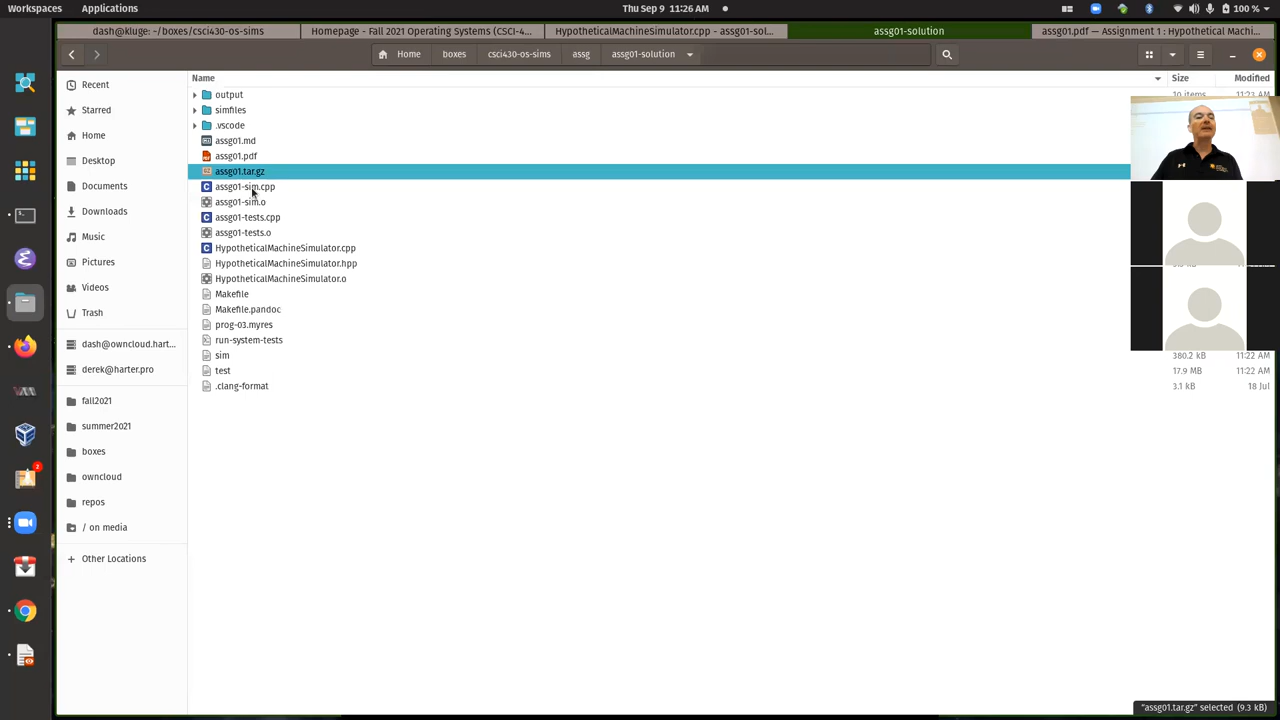 Workspaces Applications Thu Sep 9 11:26 AM 100 %
dash@kluge: ~/boxes/csci430-os-sims Homepage - Fall 2021 Operating Systems (CSCI-4... HypotheticalMachineSimulator.cpp - assg01-sol... assg01-solution assg01.pdf — Assignment 1 : Hypothetical Machi...
Home boxes csci430-os-sims assg assg01-solution
Name Size Modified
Recent
Starred
Home
Desktop
Documents
Downloads
Music
Pictures
Videos
Trash
dash@owncloud.hart...
derek@harter.pro
fall2021
summer2021
boxes
owncloud
repos
/ on media
Other Locations
output 10 items 11:23 AM
simfiles
.vscode
assg01.md
assg01.pdf
assg01.tar.gz
assg01-sim.cpp
assg01-sim.o
assg01-tests.cpp
assg01-tests.o
HypotheticalMachineSimulator.cpp
HypotheticalMachineSimulator.hpp
HypotheticalMachineSimulator.o
Makefile
Makefile.pandoc
prog-03.myres
run-system-tests
sim 380.2 kB 11:22 AM
test 17.9 MB 11:22 AM
.clang-format 3.1 kB 18 Jul
2
"assg01.tar.gz" selected (9.3 kB)